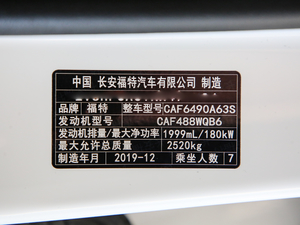 中国 长安福特汽车有限公司 制造
品牌 福特 整车型号 CAF6490A63S
发动机型号 CAF488WQB6
发动机排量/最大净功率 1999mL/180kW
最大允许总质量 2520kg
制造年月 2019-12 乘坐人数 7